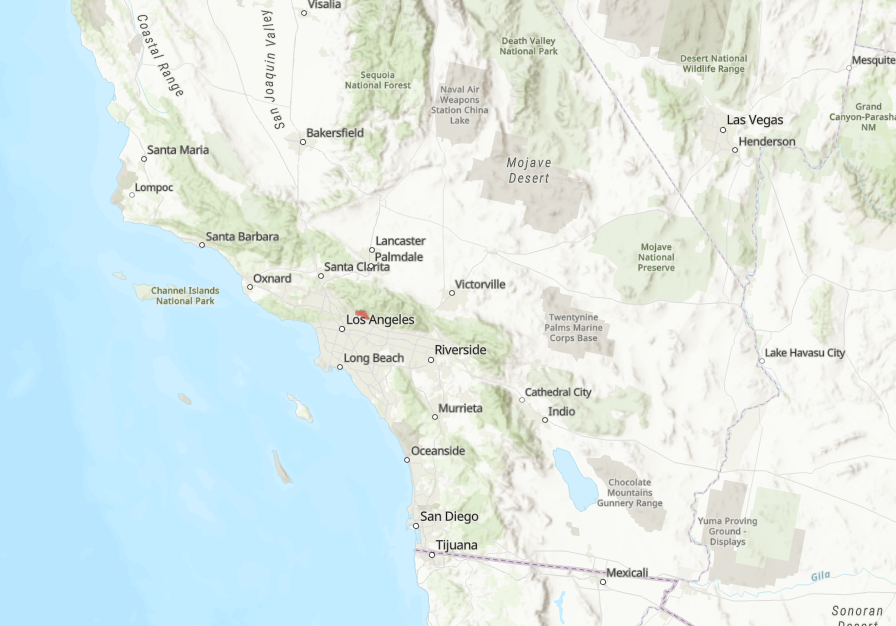 Visalia
Coastal Range
San Joaquin Valley
Death Valley
National Park
Desert National
Wildlife Range
Mesquite
Sequoia
National Forest
Naval Air
Weapons
Station China
Lake
Grand
Canyon-Parasha
NM
Las Vegas
Henderson
Bakersfield
Santa Maria
Mojave
Desert
Lompoc
Santa Barbara
Lancaster
Palmdale
Santa Clarita
Mojave
National
Preserve
Oxnard
Victorville
Channel Islands
National Park
Los Angeles
Twentynine
Palms Marine
Corps Base
Long Beach
Riverside
Lake Havasu City
Cathedral City
Murrieta
Indio
Oceanside
Chocolate
Mountains
Gunnery Range
San Diego
Yuma Proving
Ground -
Displays
Tijuana
Mexicali
Gila
Sonoran
Desert